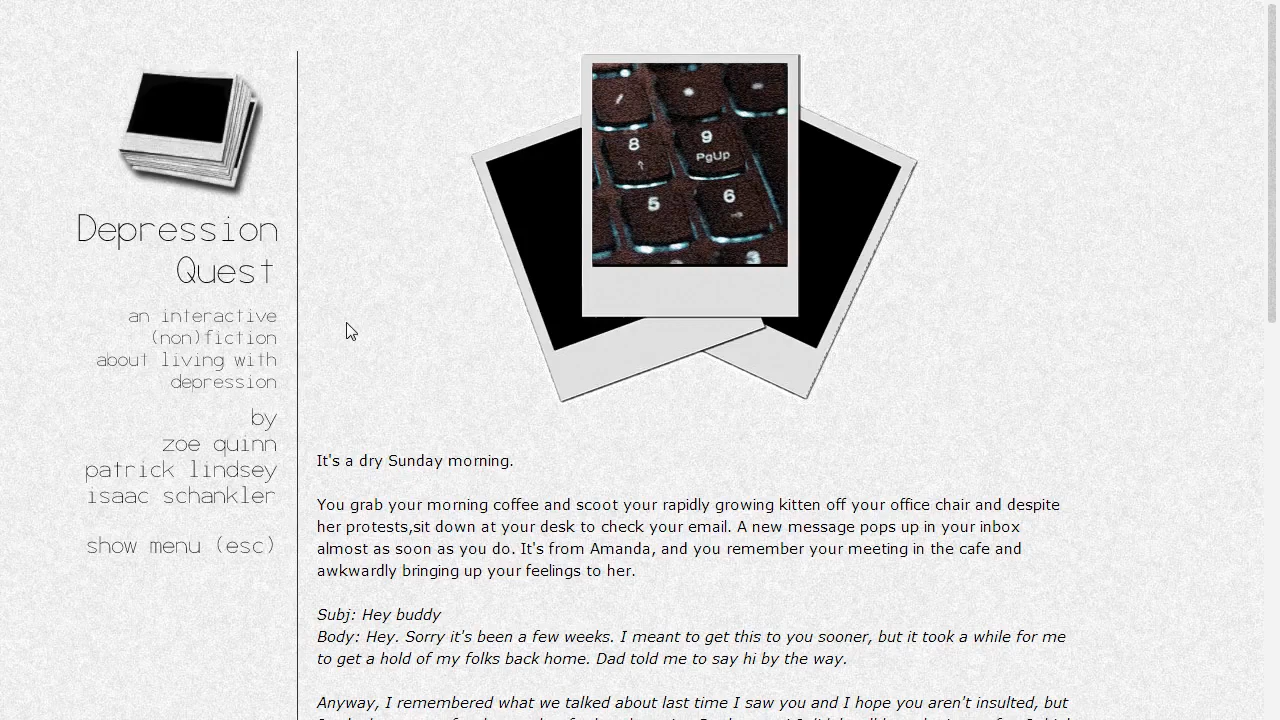 Depression
Quest
an interactive
(non)fiction
about living with
depression
by
zoe quinn
patrick lindsey
isaac schankler
show menu (esc)
8
9
PgUp
5
6
It's a dry Sunday morning.
You grab your morning coffee and scoot your rapidly growing kitten off your office chair and despite
her protests,sit down at your desk to check your email. A new message pops up in your inbox
almost as soon as you do. It's from Amanda, and you remember your meeting in the cafe and
awkwardly bringing up your feelings to her.
Subj: Hey buddy
Body: Hey. Sorry it's been a few weeks. I meant to get this to you sooner, but it took a while for me
to get a hold of my folks back home. Dad told me to say hi by the way.
Anyway, I remembered what we talked about last time I saw you and I hope you aren't insulted, but